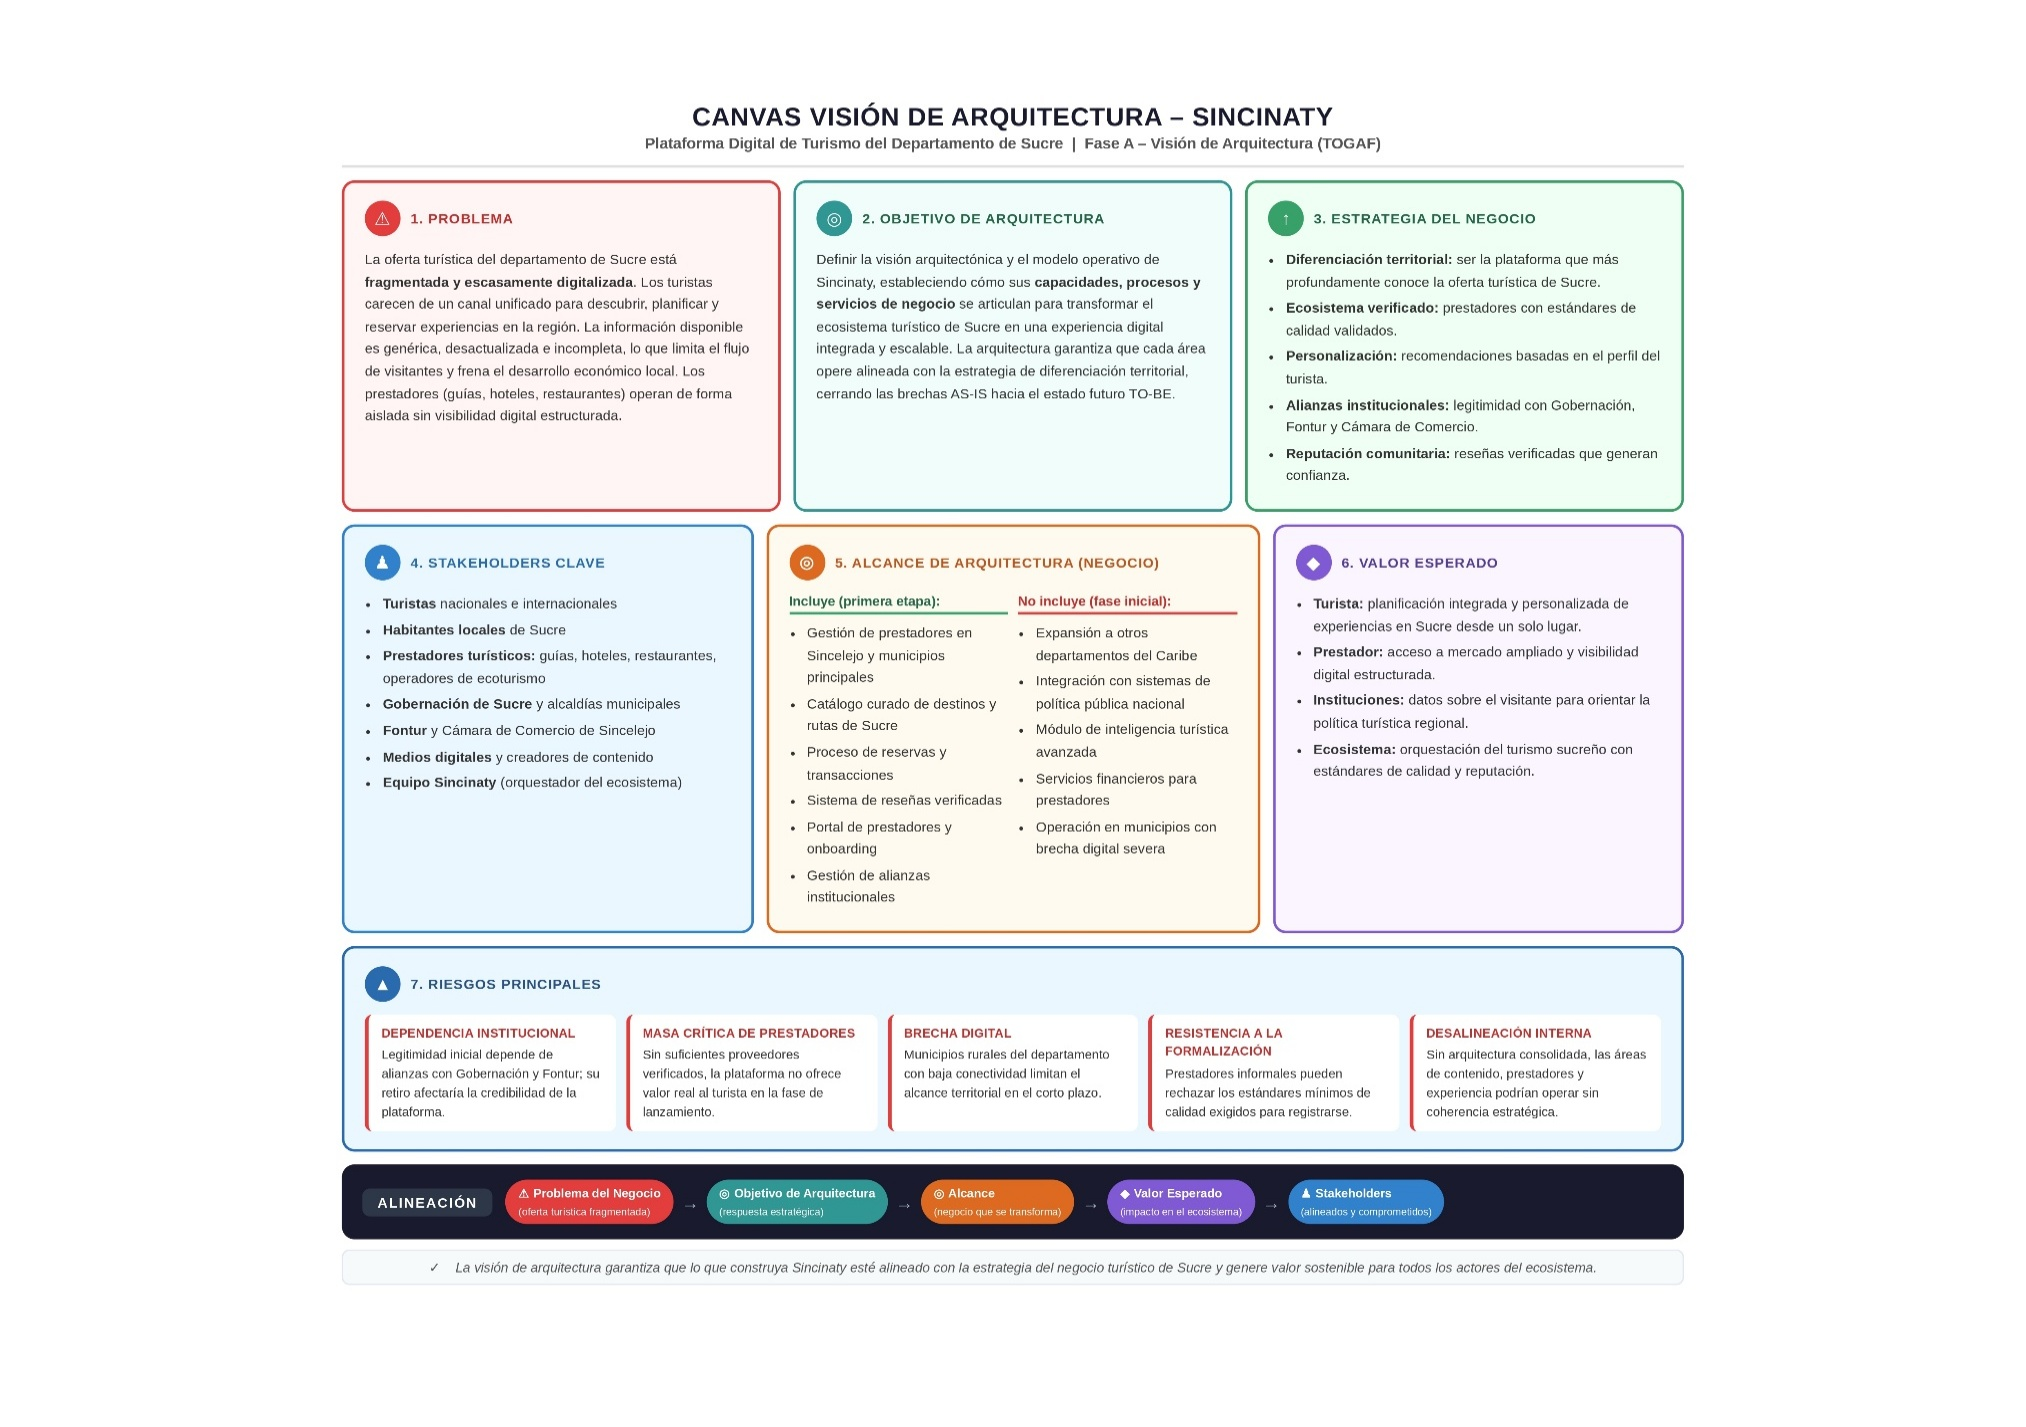 CANVAS VISIÓN DE ARQUITECTURA – SINCINATY
Plataforma Digital de Turismo del Departamento de Sucre | Fase A – Visión de Arquitectura (TOGAF)
⚠ 1. PROBLEMA
La oferta turística del departamento de Sucre está
fragmentada y escasamente digitalizada. Los turistas
carecen de un canal unificado para descubrir, planificar y
reservar experiencias en la región. La información disponible
es genérica, desactualizada e incompleta, lo que limita el flujo
de visitantes y frena el desarrollo económico local. Los
prestadores (guías, hoteles, restaurantes) operan de forma
aislada sin visibilidad digital estructurada.
◎ 2. OBJETIVO DE ARQUITECTURA
Definir la visión arquitectónica y el modelo operativo de
Sincinaty, estableciendo cómo sus capacidades, procesos y
servicios de negocio se articulan para transformar el
ecosistema turístico de Sucre en una experiencia digital
integrada y escalable. La arquitectura garantiza que cada área
opere alineada con la estrategia de diferenciación territorial,
cerrando las brechas AS-IS hacia el estado futuro TO-BE.
↑ 3. ESTRATEGIA DEL NEGOCIO
• Diferenciación territorial: ser la plataforma que más
profundamente conoce la oferta turística de Sucre.
• Ecosistema verificado: prestadores con estándares de
calidad validados.
• Personalización: recomendaciones basadas en el perfil del
turista.
• Alianzas institucionales: legitimidad con Gobernación,
Fontur y Cámara de Comercio.
• Reputación comunitaria: reseñas verificadas que generan
confianza.
♟ 4. STAKEHOLDERS CLAVE
• Turistas nacionales e internacionales
• Habitantes locales de Sucre
• Prestadores turísticos: guías, hoteles, restaurantes,
operadores de ecoturismo
• Gobernación de Sucre y alcaldías municipales
• Fontur y Cámara de Comercio de Sincelejo
• Medios digitales y creadores de contenido
• Equipo Sincinaty (orquestador del ecosistema)
◎ 5. ALCANCE DE ARQUITECTURA (NEGOCIO)
Incluye (primera etapa):
• Gestión de prestadores en
Sincelejo y municipios
principales
• Catálogo curado de destinos y
rutas de Sucre
• Proceso de reservas y
transacciones
• Sistema de reseñas verificadas
• Portal de prestadores y
onboarding
• Gestión de alianzas
institucionales
No incluye (fase inicial):
• Expansión a otros
departamentos del Caribe
• Integración con sistemas de
política pública nacional
• Módulo de inteligencia turística
avanzada
• Servicios financieros para
prestadores
• Operación en municipios con
brecha digital severa
◆ 6. VALOR ESPERADO
• Turista: planificación integrada y personalizada de
experiencias en Sucre desde un solo lugar.
• Prestador: acceso a mercado ampliado y visibilidad
digital estructurada.
• Instituciones: datos sobre el visitante para orientar la
política turística regional.
• Ecosistema: orquestación del turismo sucreño con
estándares de calidad y reputación.
▲ 7. RIESGOS PRINCIPALES
DEPENDENCIA INSTITUCIONAL
Legitimidad inicial depende de
alianzas con Gobernación y Fontur; su
retiro afectaría la credibilidad de la
plataforma.
MASA CRÍTICA DE PRESTADORES
Sin suficientes proveedores
verificados, la plataforma no ofrece
valor real al turista en la fase de
lanzamiento.
BRECHA DIGITAL
Municipios rurales del departamento
con baja conectividad limitan el
alcance territorial en el corto plazo.
RESISTENCIA A LA
FORMALIZACIÓN
Prestadores informales pueden
rechazar los estándares mínimos de
calidad exigidos para registrarse.
DESALINEACIÓN INTERNA
Sin arquitectura consolidada, las áreas
de contenido, prestadores y
experiencia podrían operar sin
coherencia estratégica.
ALINEACIÓN
⚠ Problema del Negocio
(oferta turistica fragmentada)
→
◎ Objetivo de Arquitectura
(respuesta estratégica)
→
◎ Alcance
(negocio que se transforma)
→
◆ Valor Esperado
(impacto en el ecosistema)
→
♟ Stakeholders
(alineados y comprometidos)
✓ La visión de arquitectura garantiza que lo que construya Sincinaty esté alineado con la estrategia del negocio turístico de Sucre y genere valor sostenible para todos los actores del ecosistema.